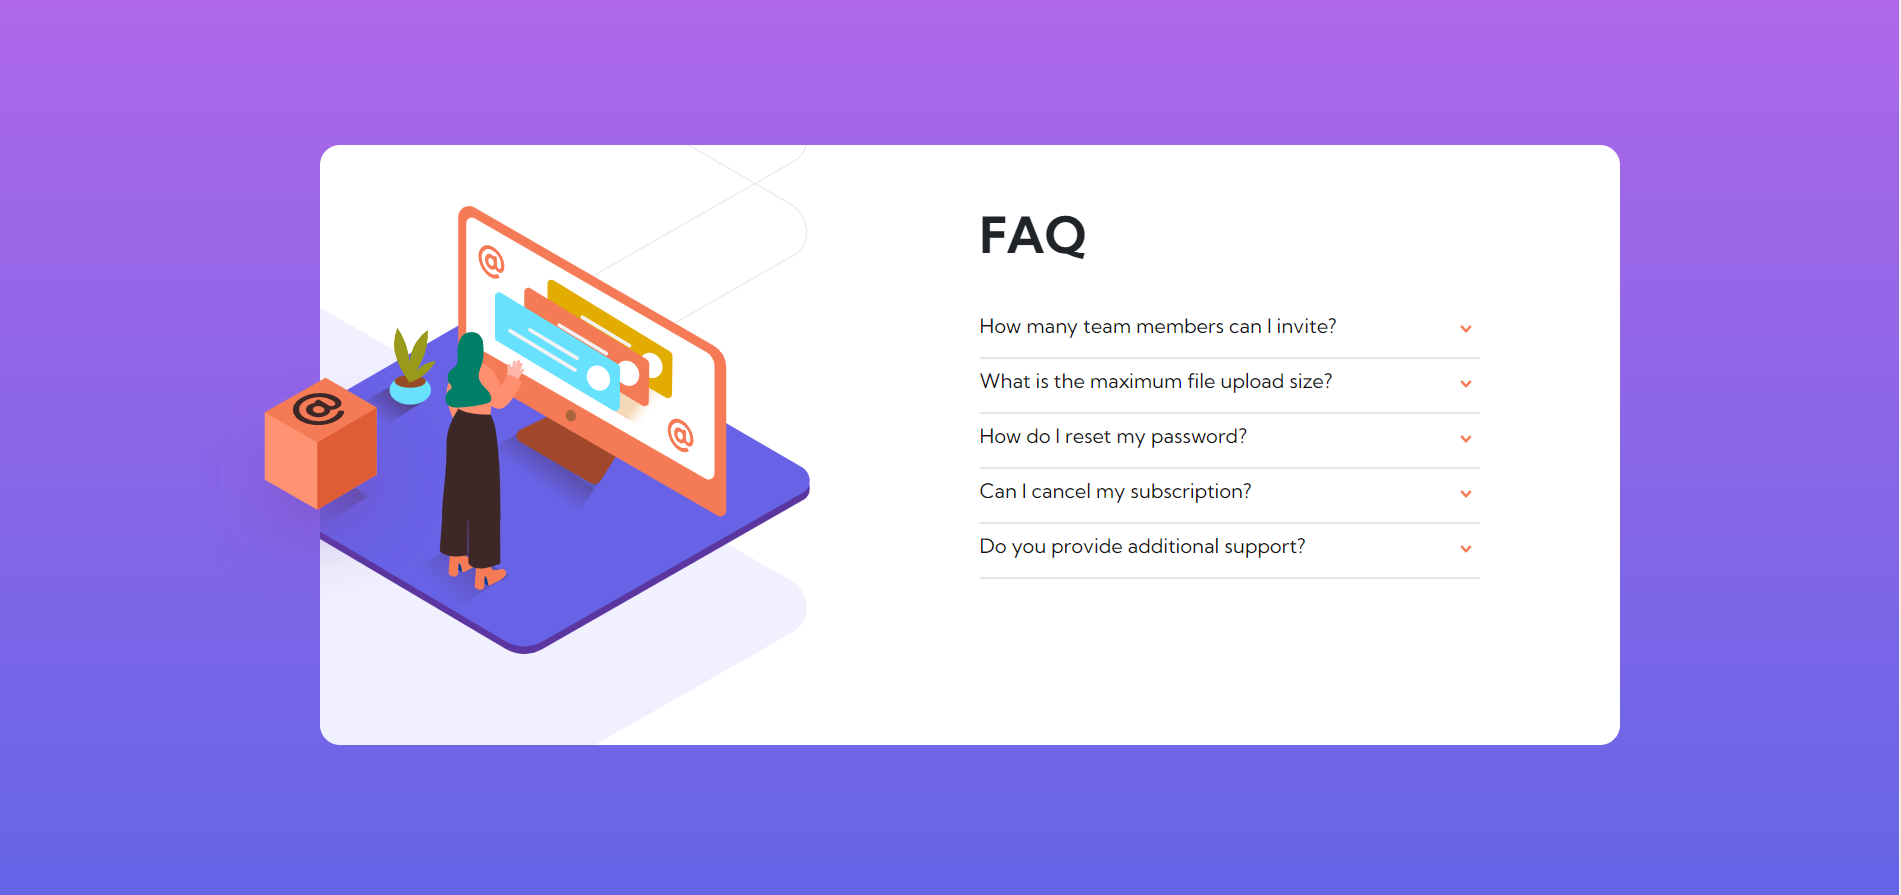 @
@
@
FAQ
How many team members can I invite?
What is the maximum file upload size?
How do I reset my password?
Can I cancel my subscription?
Do you provide additional support?